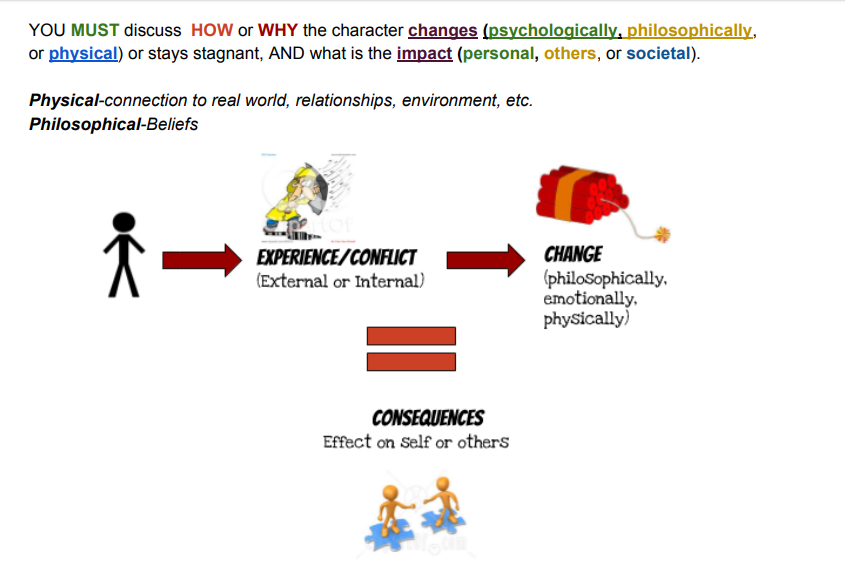 YOU MUST discuss HOW or WHY the character changes (psychologically, philosophically,
or physical) or stays stagnant, AND what is the impact (personal, others, or societal).
Physical-connection to real world, relationships, environment, etc.
Philosophical-Beliefs
EXPERIENCE/CONFLICT
(External or Internal)
CHANGE
(philosophically,
emotionally,
physically)
CONSEQUENCES
Effect on self or others